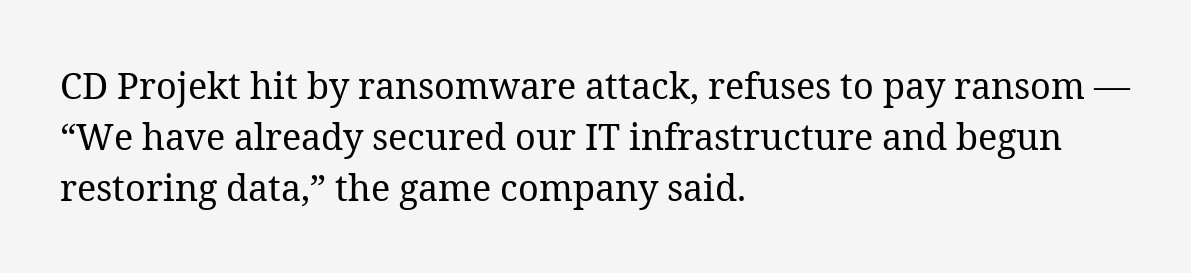 CD Projekt hit by ransomware attack, refuses to pay ransom —
“We have already secured our IT infrastructure and begun
restoring data,” the game company said.